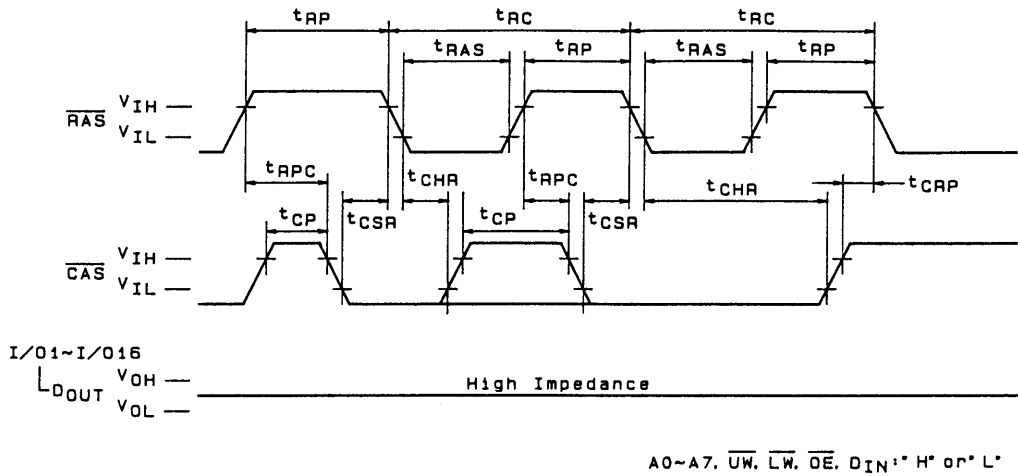 tRP tRC tRC
tRAS tRP tRAS tRP
RAS VIH
VIL
tRPC tCHR tRPC tCHR tCRP
tCSR tCSR
tCP tCP
CAS VIH
VIL
I/O1~I/O16
DOUT VOH
High Impedance
VOL
A0~A7, UW, LW, OE, DIN:"H" or "L"